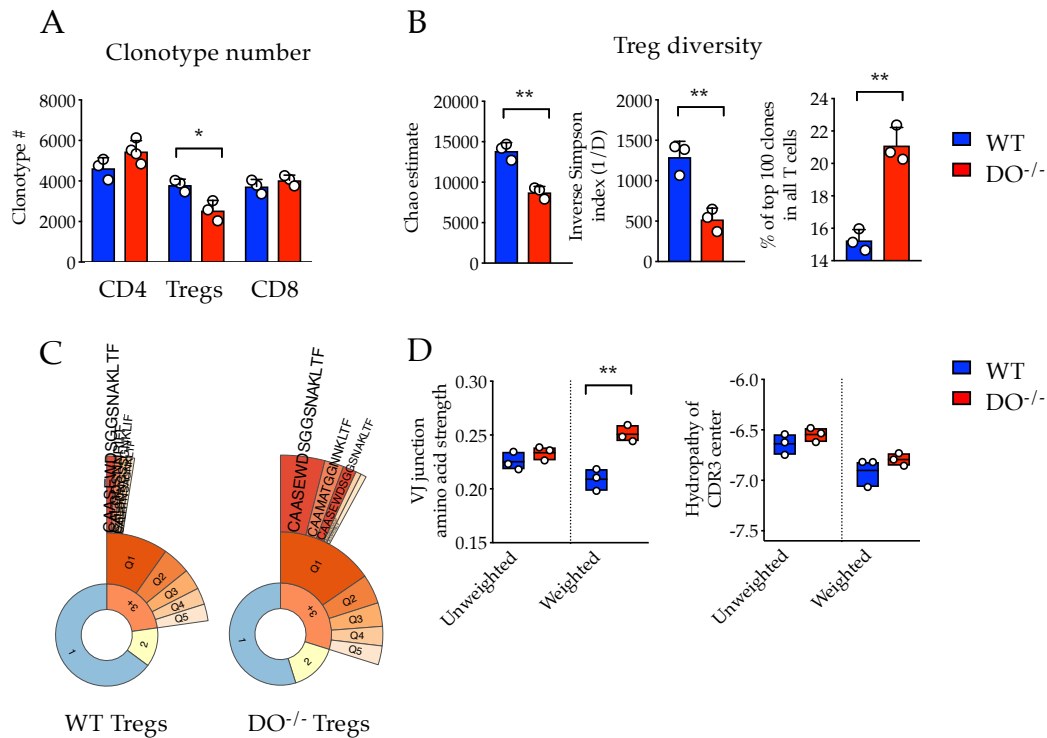 A
Clonotype number
Clonotype #
8000
6000
4000
2000
0
*
CD4
Tregs
CD8
B
Treg diversity
Chao estimate
20000
15000
10000
5000
0
**
Inverse Simpson
index (1/D)
2000
1500
1000
500
0
**
% of top 100 clones
in all T cells
24
22
20
18
16
14
**
WT
DO-/-
C
CAASEWDSGGSNAKLTF
Q1
Q2
Q3
Q4
Q5
3+
2
1
WT Tregs
CAASEWDSGGSNAKLTF
CAAMATGGNNKLTF
CAASEWDSGGSNAKLTF
Q1
Q2
Q3
Q4
Q5
3+
2
1
DO-/- Tregs
D
VJ junction
amino acid strength
0.30
0.25
0.20
0.15
**
Unweighted
Weighted
Hydropathy of
CDR3 center
-6.0
-6.5
-7.0
-7.5
Unweighted
Weighted
WT
DO-/-